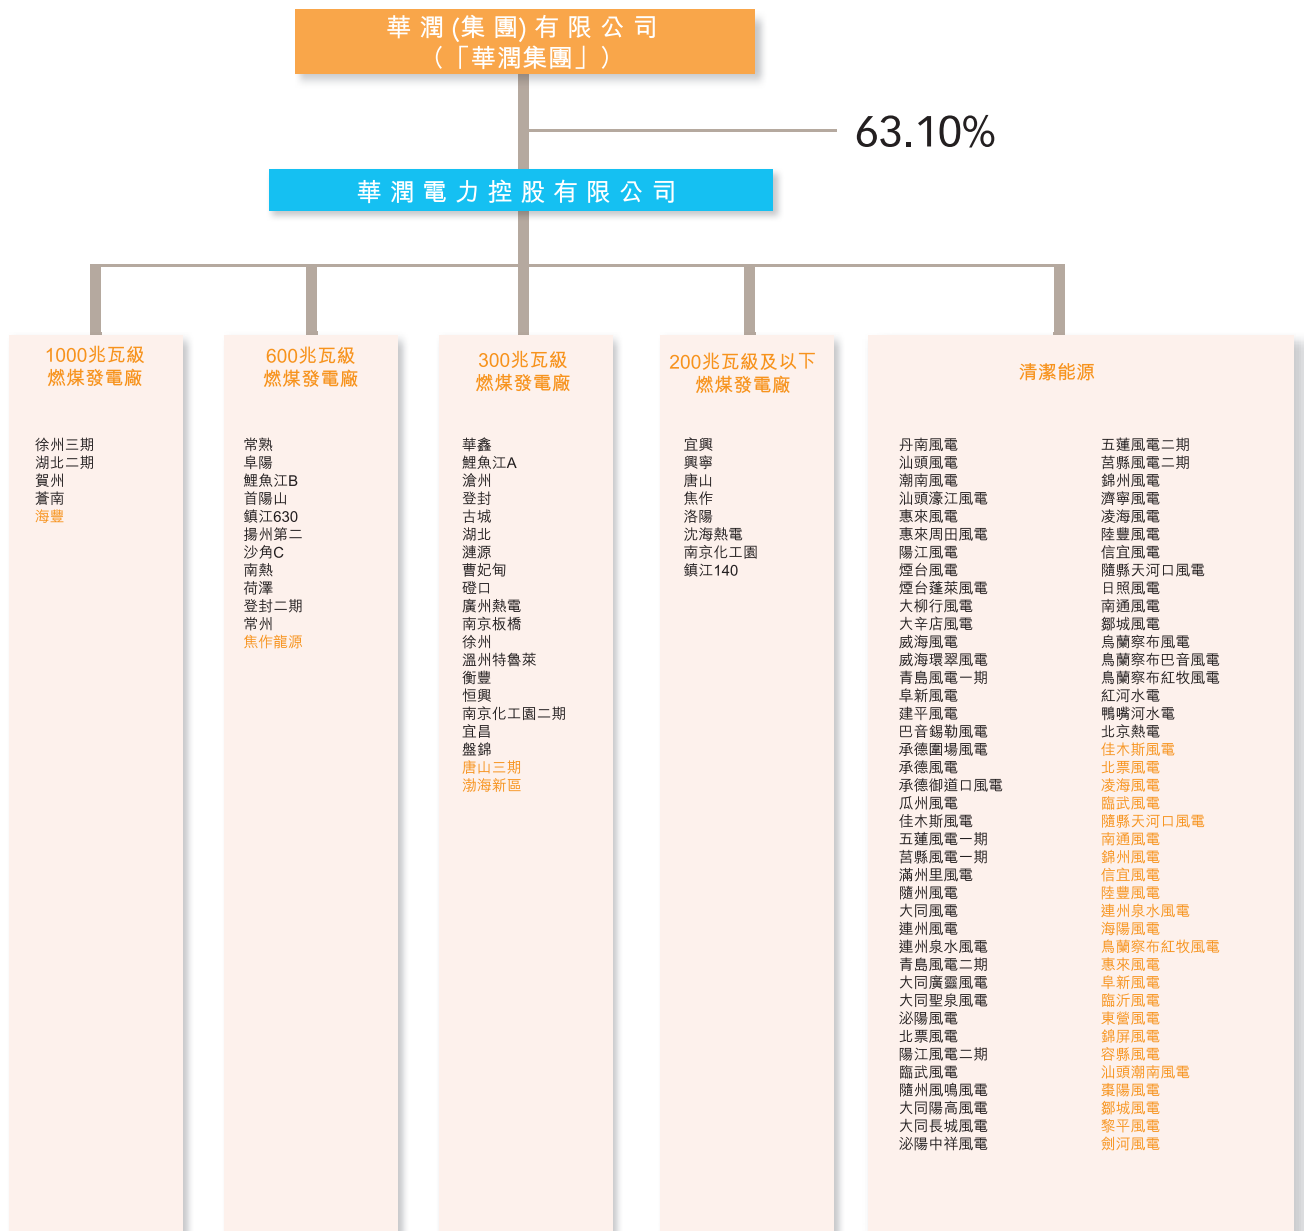 華潤(集團)有限公司
(「華潤集團」)
63.10%
華潤電力控股有限公司
1000兆瓦級
燃煤發電廠
徐州三期
湖北二期
賀州
蒼南
海豐
600兆瓦級
燃煤發電廠
常熟
阜陽
鯉魚江B
首陽山
鎮江630
揚州第二
沙角C
南熱
荷澤
登封二期
常州
焦作龍源
300兆瓦級
燃煤發電廠
華鑫
鯉魚江A
滄州
登封
古城
湖北
漣源
曹妃甸
磴口
廣州熱電
南京板橋
徐州
溫州特魯萊
衡豐
恒興
南京化工園二期
宜昌
盤錦
唐山三期
渤海新區
200兆瓦級及以下
燃煤發電廠
宜興
興寧
唐山
焦作
洛陽
沈海熱電
南京化工園
鎮江140
清潔能源
丹南風電
汕頭風電
潮南風電
汕頭濠江風電
惠來風電
惠來周田風電
陽江風電
煙台風電
煙台蓬萊風電
大柳行風電
大辛店風電
威海風電
威海環翠風電
青島風電一期
阜新風電
建平風電
巴音錫勒風電
承德圍場風電
承德風電
承德御道口風電
瓜州風電
佳木斯風電
五蓮風電一期
莒縣風電一期
滿州里風電
隨州風電
大同風電
連州風電
連州泉水風電
青島風電二期
大同廣靈風電
大同聖泉風電
泌陽風電
北票風電
陽江風電二期
臨武風電
隨州鳳鳴風電
大同陽高風電
大同長城風電
泌陽中祥風電
五蓮風電二期
莒縣風電二期
錦州風電
濟寧風電
凌海風電
陸豐風電
信宜風電
隨縣天河口風電
日照風電
南通風電
鄒城風電
烏蘭察布風電
烏蘭察布巴音風電
烏蘭察布紅牧風電
紅河水電
鴨嘴河水電
北京熱電
佳木斯風電
北票風電
凌海風電
臨武風電
隨縣天河口風電
南通風電
錦州風電
信宜風電
陸豐風電
連州泉水風電
海陽風電
烏蘭察布紅牧風電
惠來風電
阜新風電
臨沂風電
東營風電
錦屏風電
容縣風電
汕頭潮南風電
棗陽風電
鄒城風電
黎平風電
劍河風電